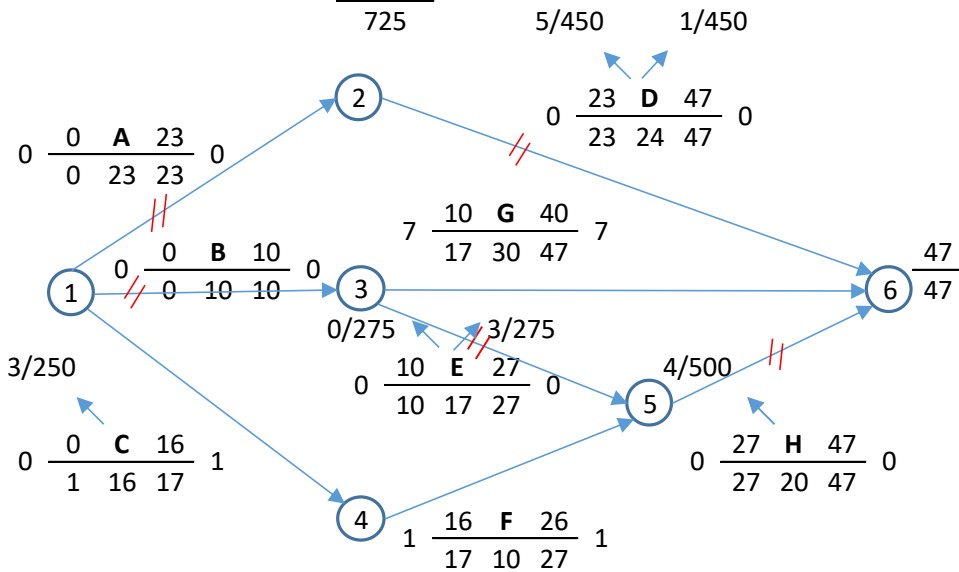 725
5/450 1/450
2
23 D 47
0 0
23 24 47
0 A 23
0 0
0 23 23
10 G 40
7 7
17 30 47
0 B 10
0 0
0 10 10
1
3
6
47
47
0/275 3/275
10 E 27
0 0
10 17 27
3/250
4/500
5
0 C 16
0 1
1 16 17
27 H 47
0 0
27 20 47
4
16 F 26
1 1
17 10 27